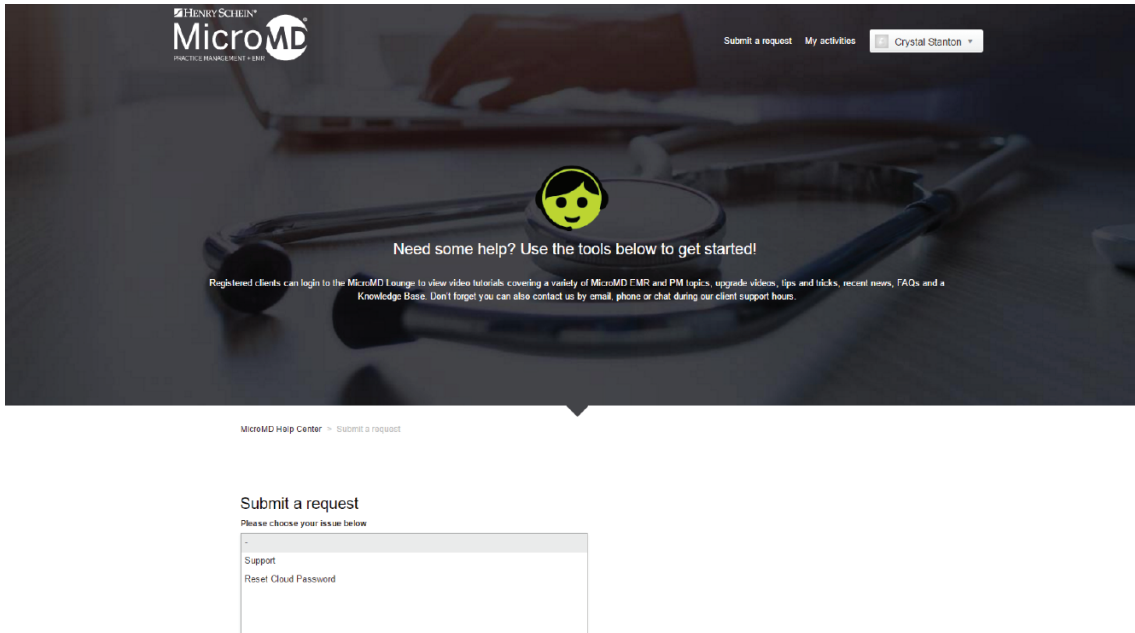 HENRY SCHEIN®
MicroMD®
PRACTICE MANAGEMENT + EMR
Submit a request My activities Crystal Stanton
Need some help? Use the tools below to get started!
Registered clients can login to the MicroMD Lounge to view video tutorials covering a variety of MicroMD EMR and PM topics, upgrade videos, tips and tricks, recent news, FAQs and a
Knowledge Base. Don't forget you can also contact us by email, phone or chat during our client support hours.
MicroMD Help Center > Submit a request
Submit a request
Please choose your issue below
-
Support
Reset Cloud Password